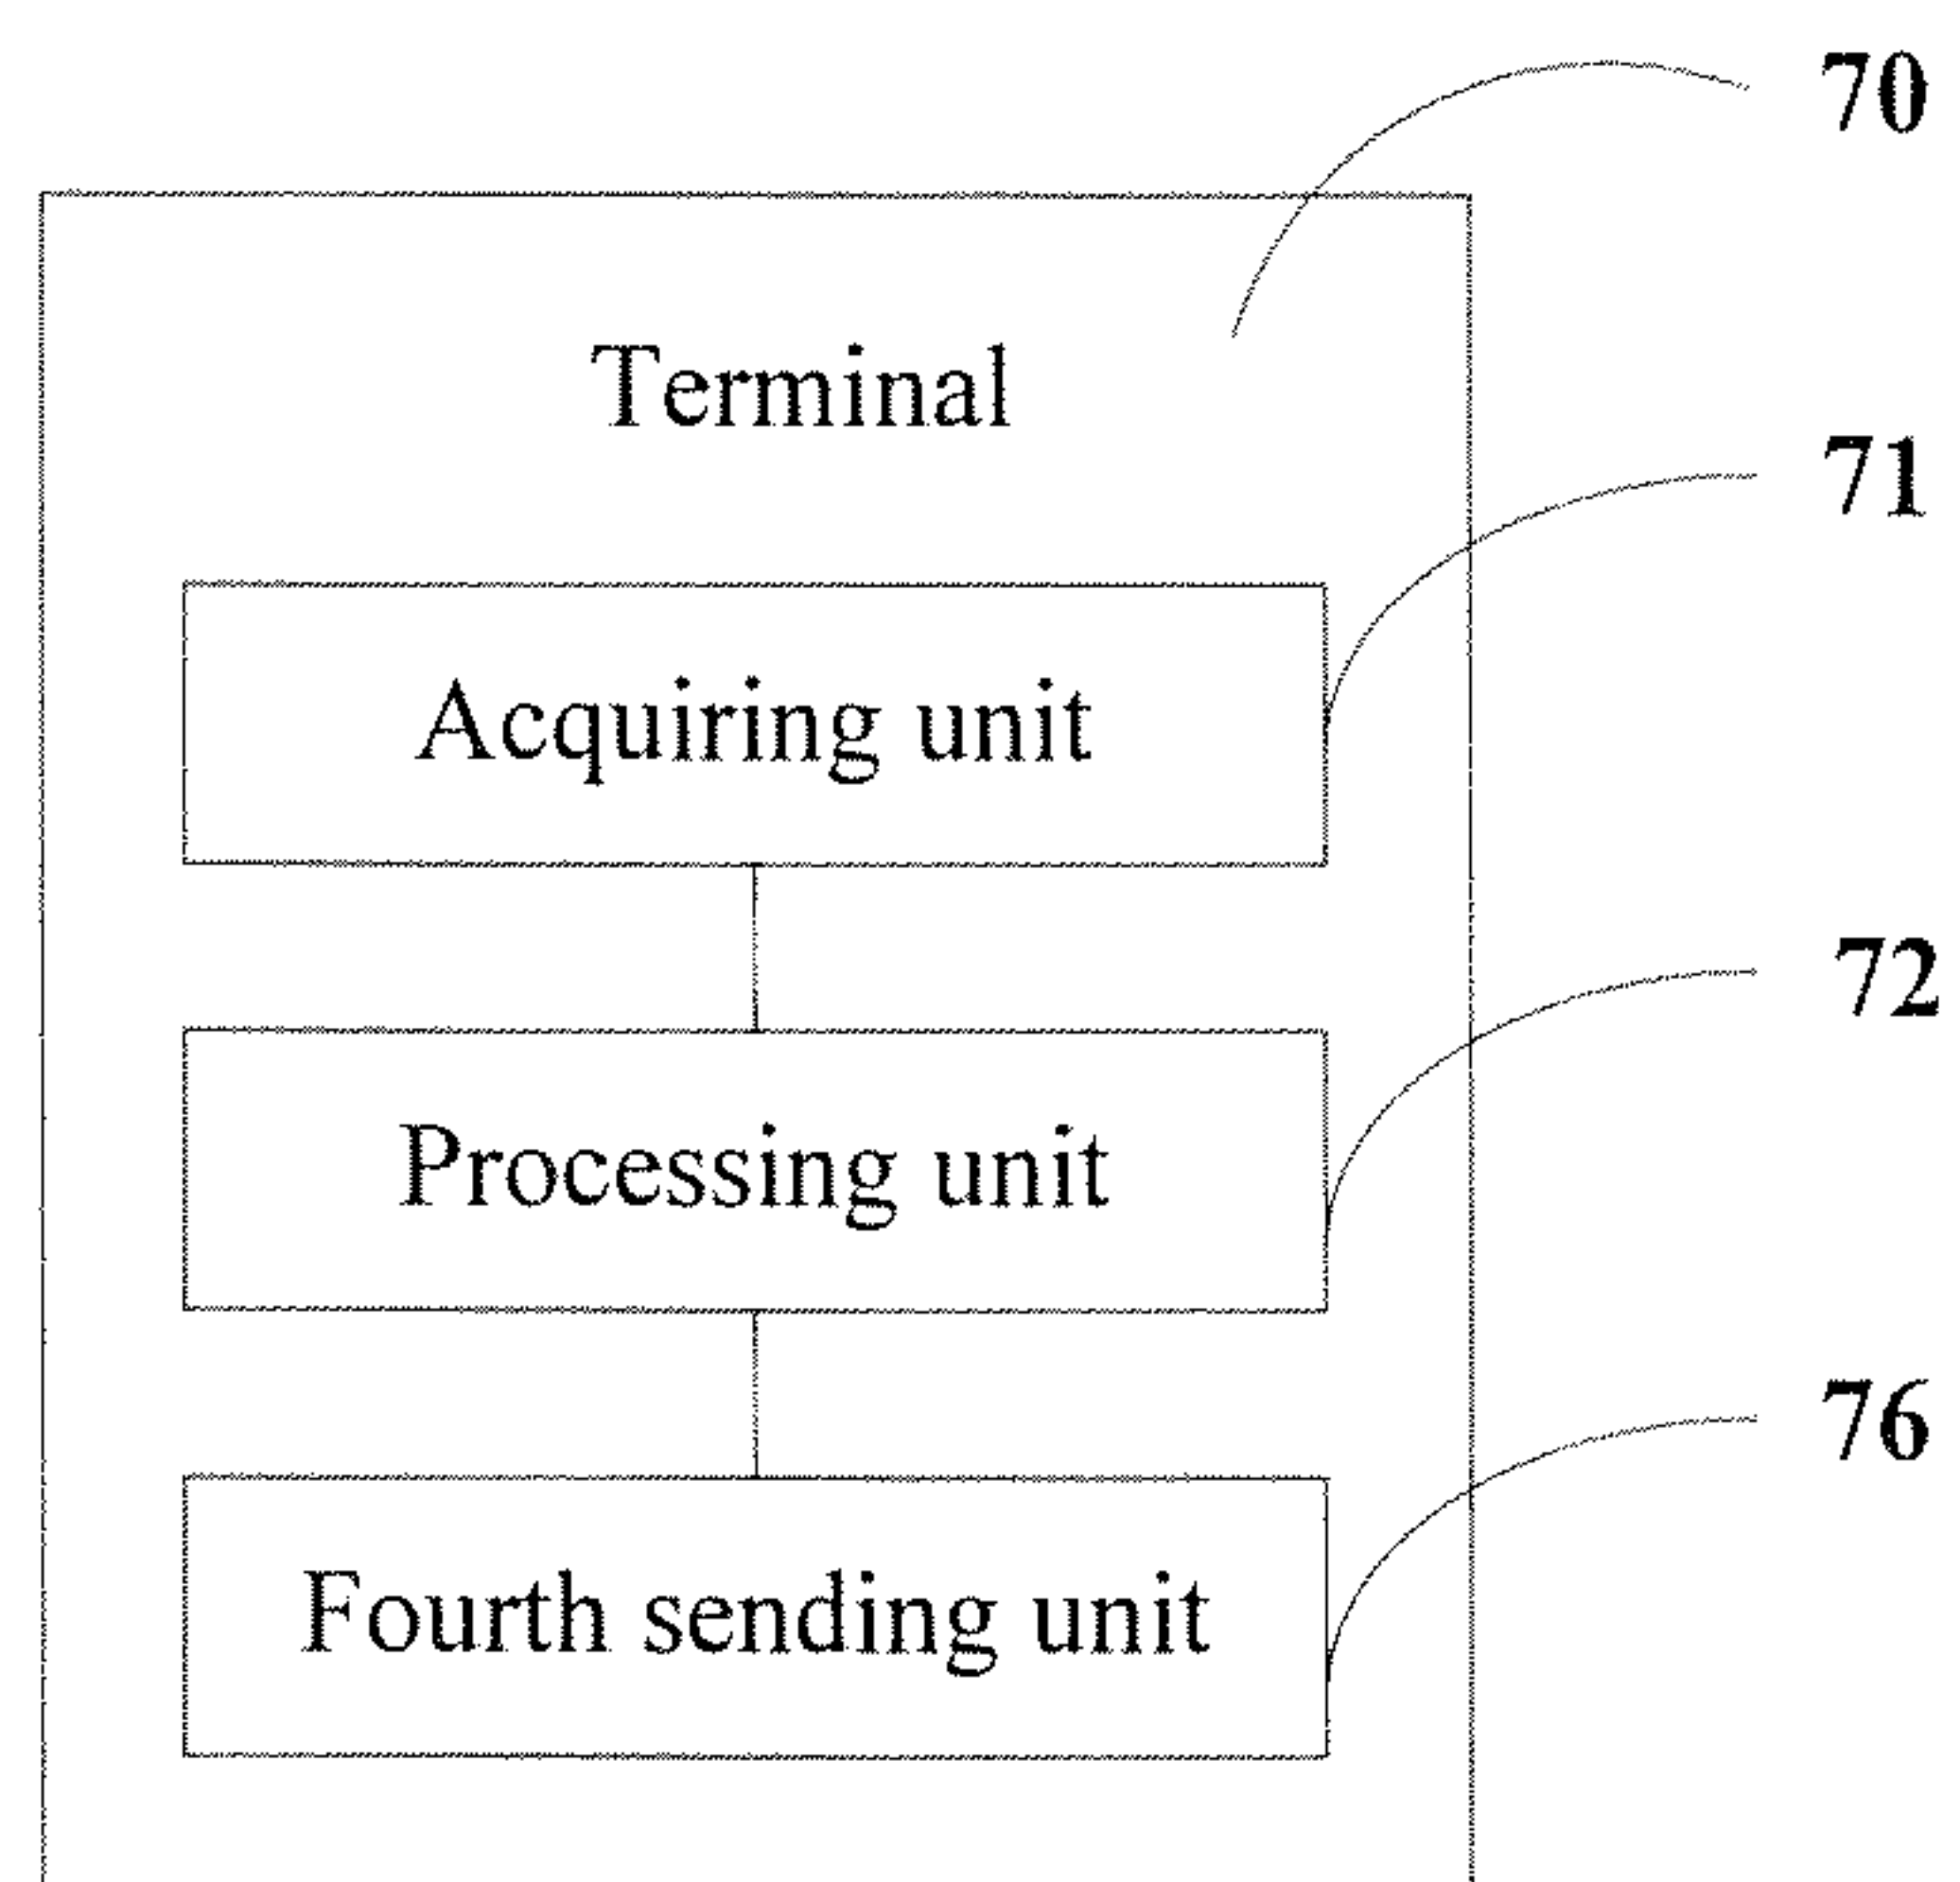 70
Terminal
71
Acquiring unit
72
Processing unit
76
Fourth sending unit